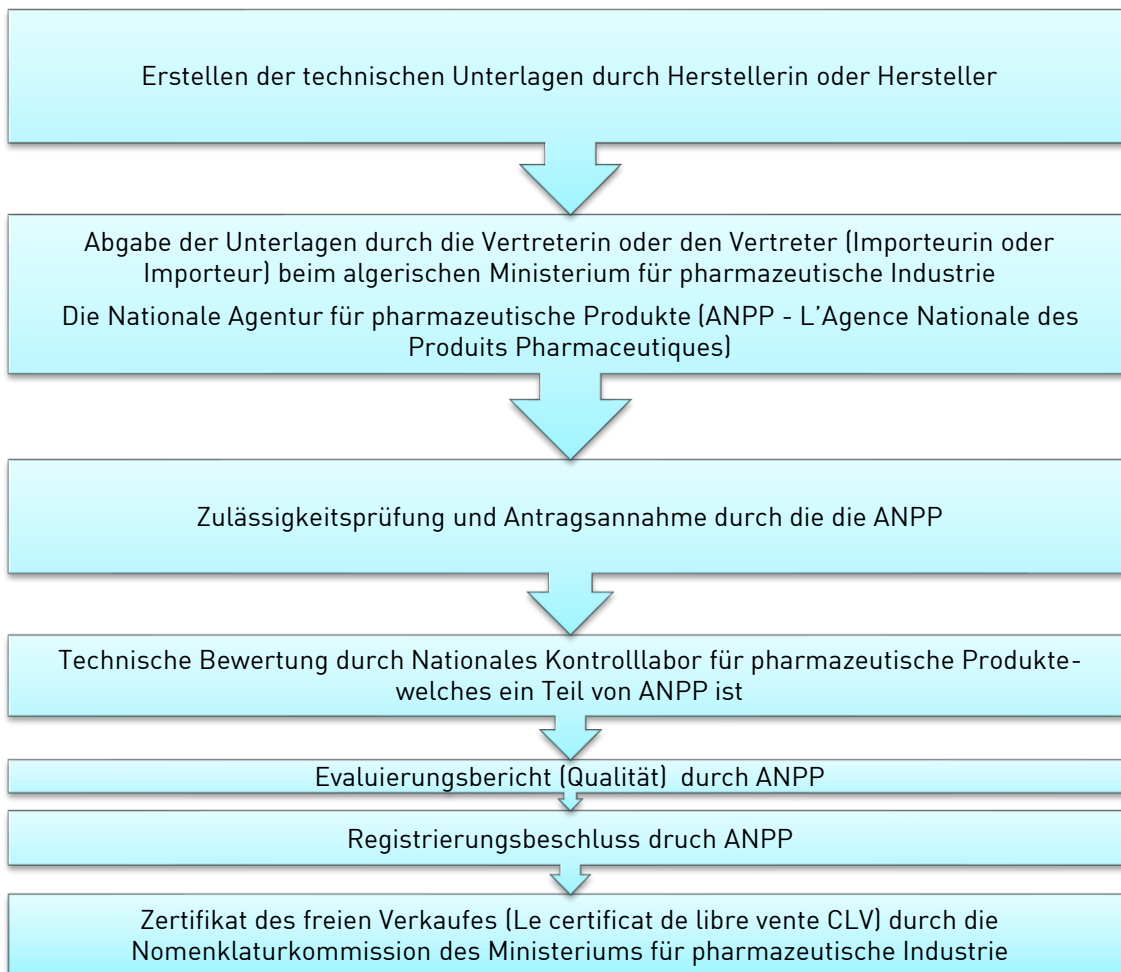 Erstellen der technischen Unterlagen durch Herstellerin oder Hersteller
Abgabe der Unterlagen durch die Vertreterin oder den Vertreter (Importeurin oder
Importeur) beim algerischen Ministerium für pharmazeutische Industrie
Die Nationale Agentur für pharmazeutische Produkte (ANPP - L’Agence Nationale des
Produits Pharmaceutiques)
Zulässigkeitsprüfung und Antragsannahme durch die die ANPP
Technische Bewertung durch Nationales Kontrolllabor für pharmazeutische Produkte-
welches ein Teil von ANPP ist
Evaluierungsbericht (Qualität) durch ANPP
Registrierungsbeschluss druch ANPP
Zertifikat des freien Verkaufes (Le certificat de libre vente CLV) durch die
Nomenklaturkommission des Ministeriums für pharmazeutische Industrie